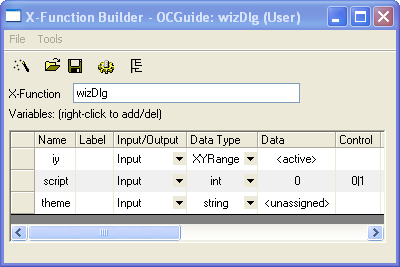 X-Function Builder - OCGuide: wizDlg (User)
File Tools
X-Function wizDlg
Variables: (right-click to add/del)
Name Label Input/Output Data Type Data Control
iy Input XYRange <active>
script Input int 0 0|1
theme Input string <unassigned>